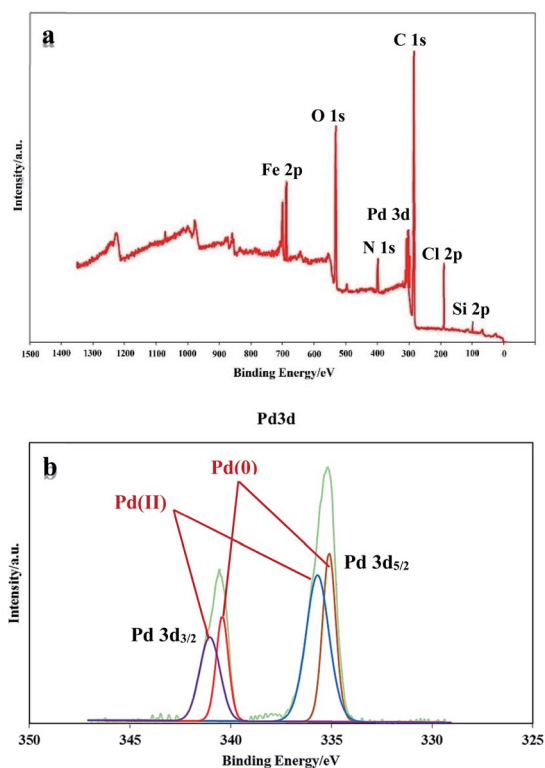 a
C 1s
O 1s
Fe 2p
Pd 3d
N 1s
Cl 2p
Si 2p
Intensity/a.u.
1500 1400 1300 1200 1100 1000 900 800 700 600 500 400 300 200 100 0
Binding Energy/eV
Pd3d
b
Pd(0)
Pd(II)
Pd 3d5/2
Pd 3d3/2
Intensity/a.u.
350 345 340 335 330 325
Binding Energy/eV